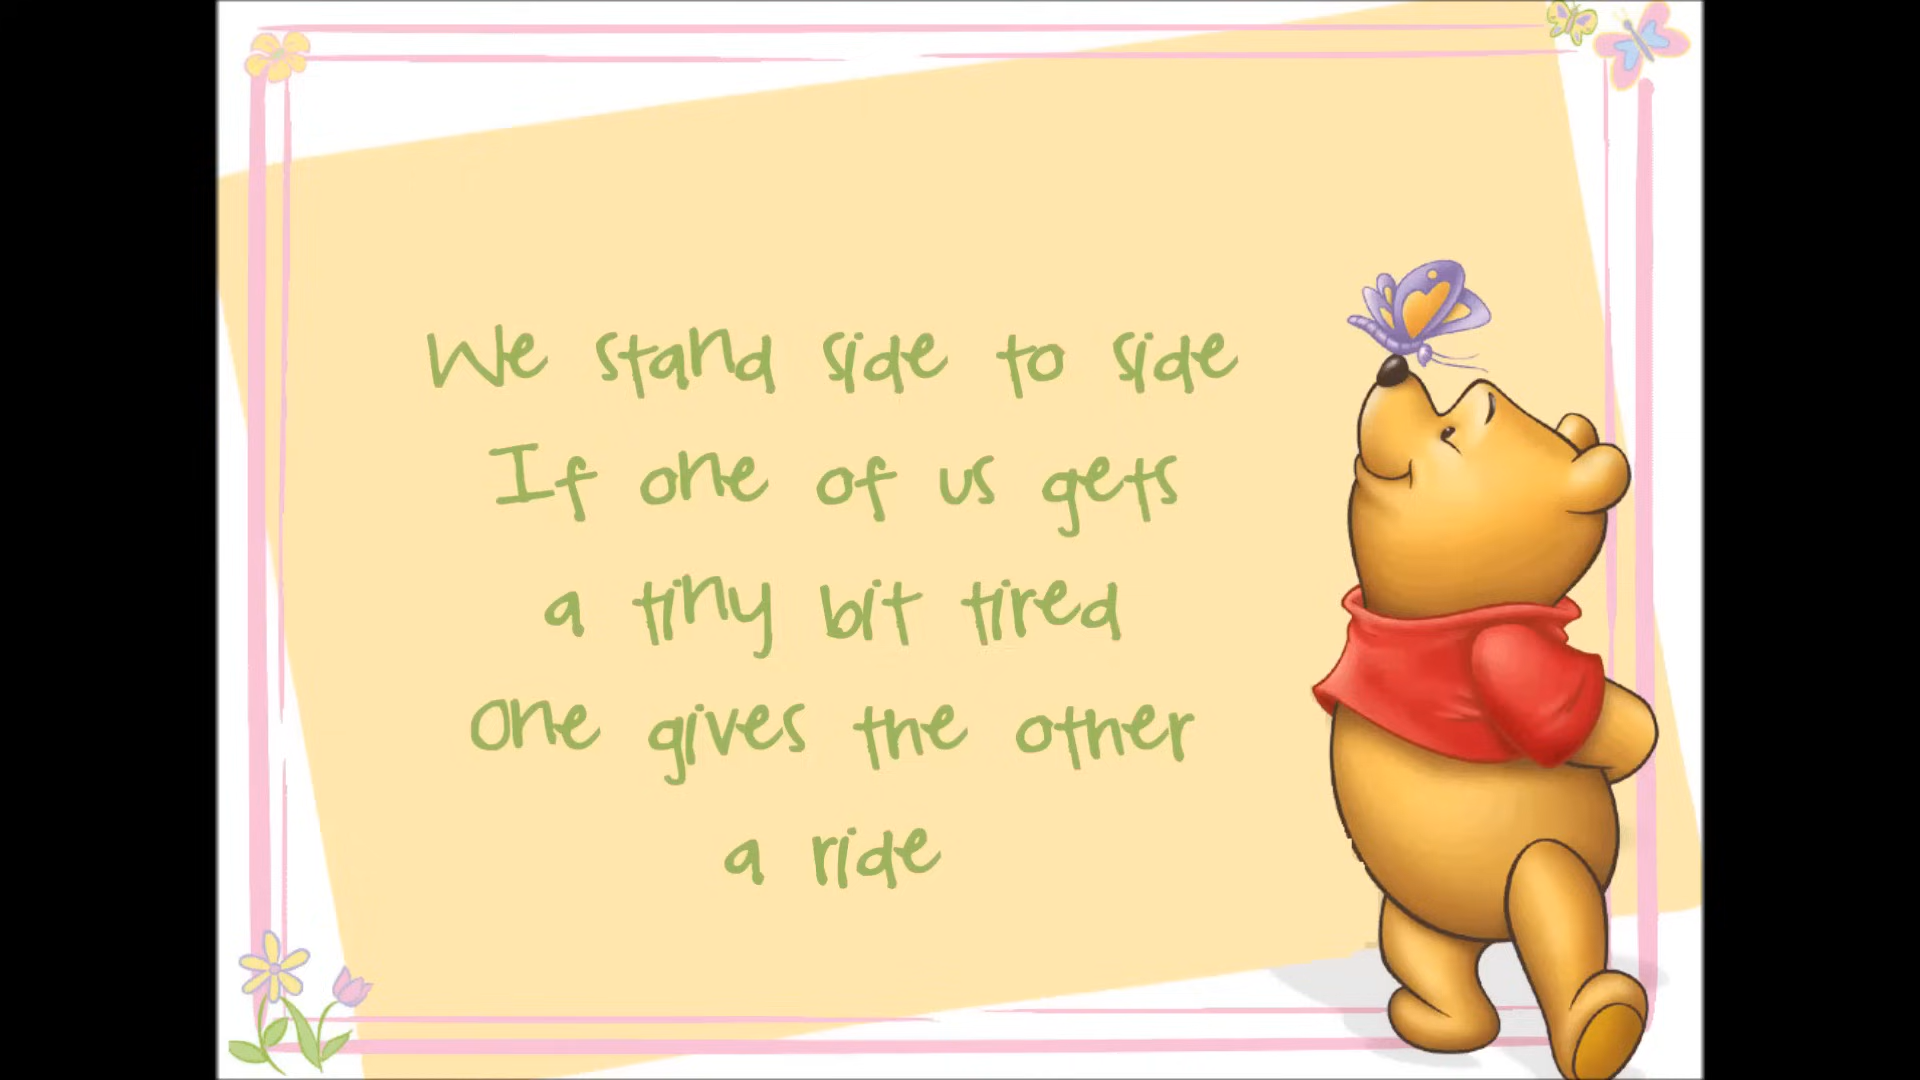 We stand side to side
If one of us gets
a tiny bit tired
One gives the other
a ride